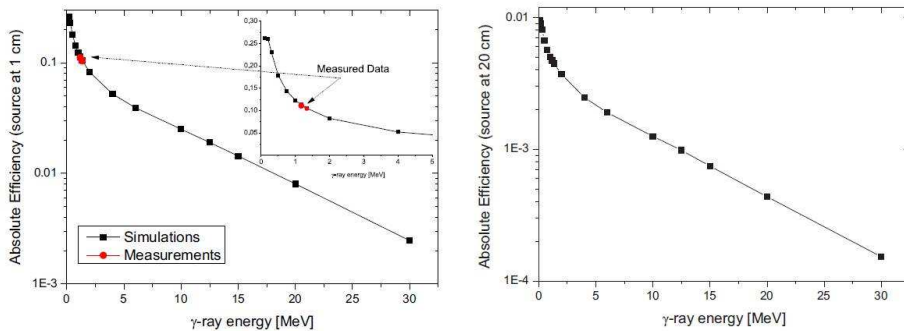 Absolute Efficiency (source at 1 cm)
0.1
0.01
1E-3
0 5 10 15 20 25 30
γ-ray energy [MeV]
Simulations
Measurements
0,30
0,25
0,20
0,15
0,10
0,05
0 1 2 3 4 5
γ-ray energy [MeV]
Measured Data
Absolute Efficiency (source at 20 cm)
0.01
1E-3
1E-4
0 5 10 15 20 25 30
γ-ray energy [MeV]